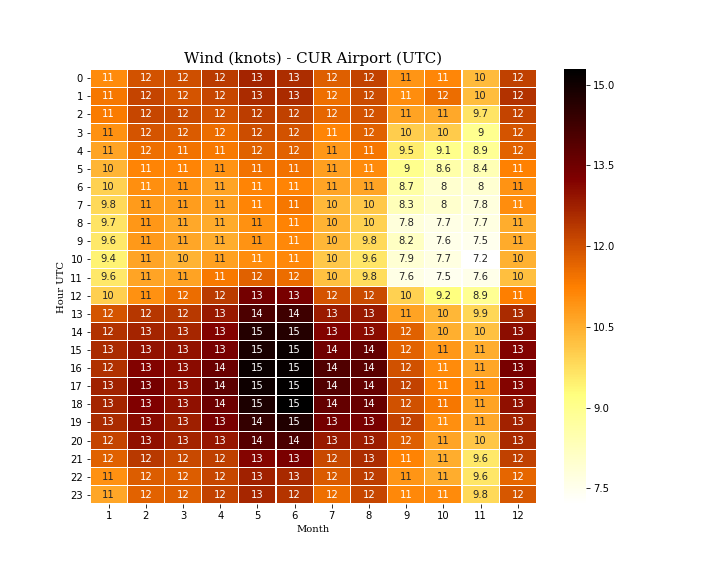 Wind (knots) - CUR Airport (UTC)
0 11 12 12 12 13 13 12 12 11 11 10 12
1 11 12 12 12 13 13 12 12 11 12 10 12
2 11 12 12 12 12 12 12 12 11 11 9.7 12
3 11 12 12 12 12 12 11 12 10 10 9 12
4 11 12 11 11 12 12 11 11 9.5 9.1 8.9 12
5 10 11 11 11 11 11 11 11 9 8.6 8.4 11
6 10 11 11 11 11 11 11 11 8.7 8 8 11
7 9.8 11 11 11 11 11 10 10 8.3 8 7.8 11
8 9.7 11 11 11 11 11 10 10 7.8 7.7 7.7 11
9 9.6 11 11 11 11 11 10 9.8 8.2 7.6 7.5 11
10 9.4 11 10 11 11 11 10 9.6 7.9 7.7 7.2 10
11 9.6 11 11 11 12 12 10 9.8 7.6 7.5 7.6 10
12 10 11 12 12 13 13 12 12 10 9.2 8.9 11
13 12 12 12 13 14 14 13 13 11 10 9.9 13
14 12 13 13 13 15 15 13 13 12 10 10 13
15 13 13 13 13 15 15 14 14 12 11 11 13
16 12 13 13 14 15 15 14 14 12 11 11 13
17 13 13 13 14 15 15 14 14 12 11 11 13
18 13 13 13 14 15 15 14 14 12 11 11 13
19 13 13 13 13 14 15 13 13 12 11 11 13
20 12 13 13 13 14 14 13 13 12 11 10 13
21 12 12 12 12 13 13 12 13 12 11 9.6 12
22 11 12 12 12 13 13 12 12 11 11 9.6 12
23 11 12 12 12 13 12 12 12 11 11 9.8 12
1 2 3 4 5 6 7 8 9 10 11 12
Month
Hour UTC
15.0
13.5
12.0
10.5
9.0
7.5